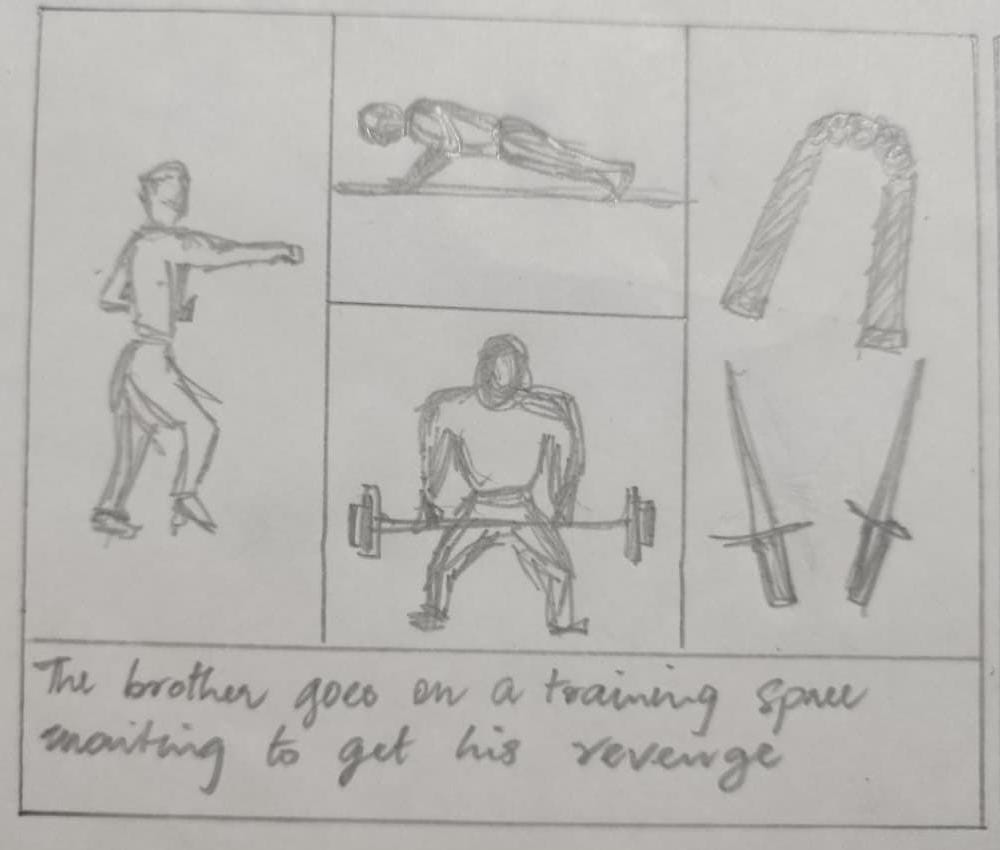 The brother goes on a training spree
waiting to get his revenge